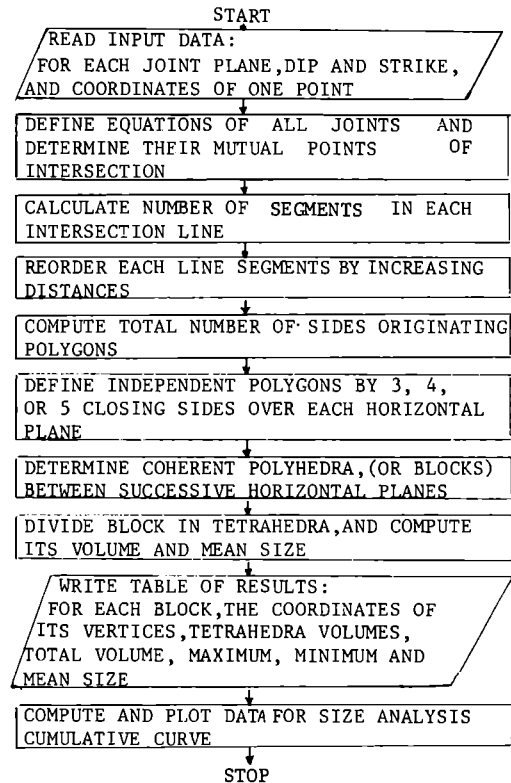 START
READ INPUT DATA:
FOR EACH JOINT PLANE,DIP AND STRIKE,
AND COORDINATES OF ONE POINT
DEFINE EQUATIONS OF ALL JOINTS AND
DETERMINE THEIR MUTUAL POINTS OF
INTERSECTION
CALCULATE NUMBER OF SEGMENTS IN EACH
INTERSECTION LINE
REORDER EACH LINE SEGMENTS BY INCREASING
DISTANCES
COMPUTE TOTAL NUMBER OF SIDES ORIGINATING
POLYGONS
DEFINE INDEPENDENT POLYGONS BY 3, 4,
OR 5 CLOSING SIDES OVER EACH HORIZONTAL
PLANE
DETERMINE COHERENT POLYHEDRA,(OR BLOCKS)
BETWEEN SUCCESSIVE HORIZONTAL PLANES
DIVIDE BLOCK IN TETRAHEDRA,AND COMPUTE
ITS VOLUME AND MEAN SIZE
WRITE TABLE OF RESULTS:
FOR EACH BLOCK,THE COORDINATES OF
ITS VERTICES,TETRAHEDRA VOLUMES,
TOTAL VOLUME, MAXIMUM, MINIMUM AND
MEAN SIZE
COMPUTE AND PLOT DATA FOR SIZE ANALYSIS
CUMULATIVE CURVE
STOP